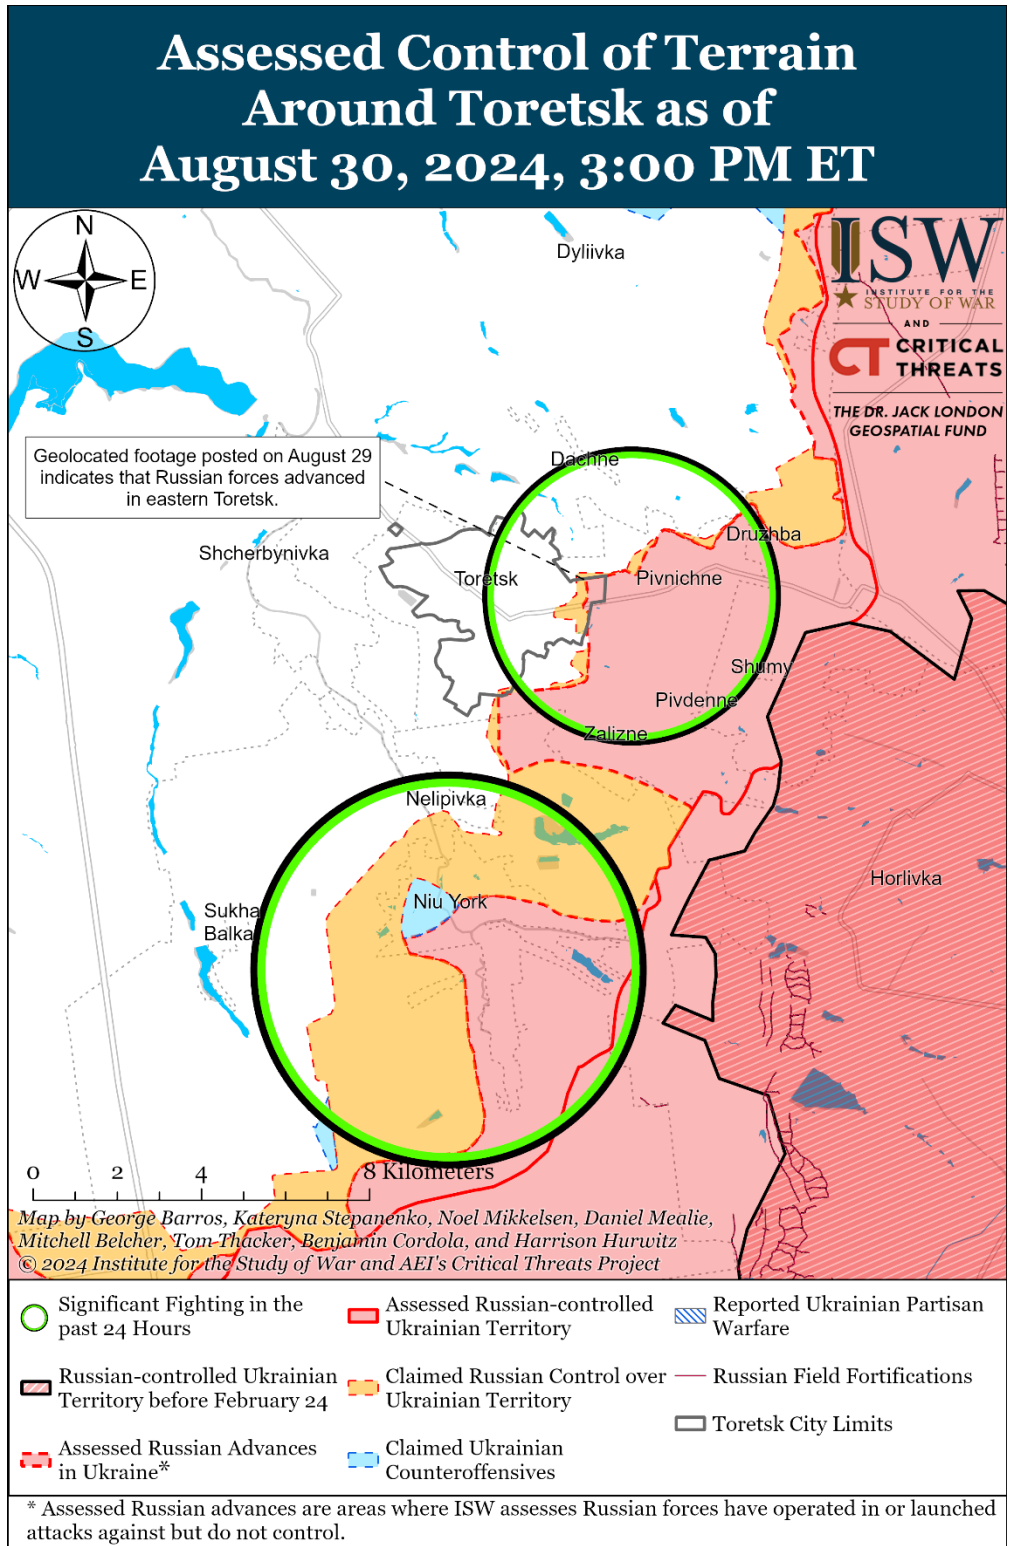 Assessed Control of Terrain
Around Toretsk as of
August 30, 2024, 3:00 PM ET
N
W
E
S
Dyliivka
ISW
INSTITUTE FOR THE
STUDY OF WAR
AND
CT CRITICAL
THREATS
THE DR. JACK LONDON
GEOSPATIAL FUND
Geolocated footage posted on August 29
indicates that Russian forces advanced
in eastern Toretsk.
Dachne
Druzhba
Shcherbynivka
Toretsk
Pivnichne
Shumy
Pivdenne
Zalizne
Nelipivka
Horlivka
Niu York
Sukha
Balka
0 2 4 8 Kilometers
Map by George Barros, Kateryna Stepanenko, Noel Mikkelsen, Daniel Mealie,
Mitchell Belcher, Tom Thacker, Benjamin Cordola, and Harrison Hurwitz
© 2024 Institute for the Study of War and AEI's Critical Threats Project
Significant Fighting in the
past 24 Hours
Russian-controlled Ukrainian
Territory before February 24
Assessed Russian Advances
in Ukraine*
Assessed Russian-controlled
Ukrainian Territory
Claimed Russian Control over
Ukrainian Territory
Claimed Ukrainian
Counteroffensives
Reported Ukrainian Partisan
Warfare
Russian Field Fortifications
Toretsk City Limits
* Assessed Russian advances are areas where ISW assesses Russian forces have operated in or launched
attacks against but do not control.